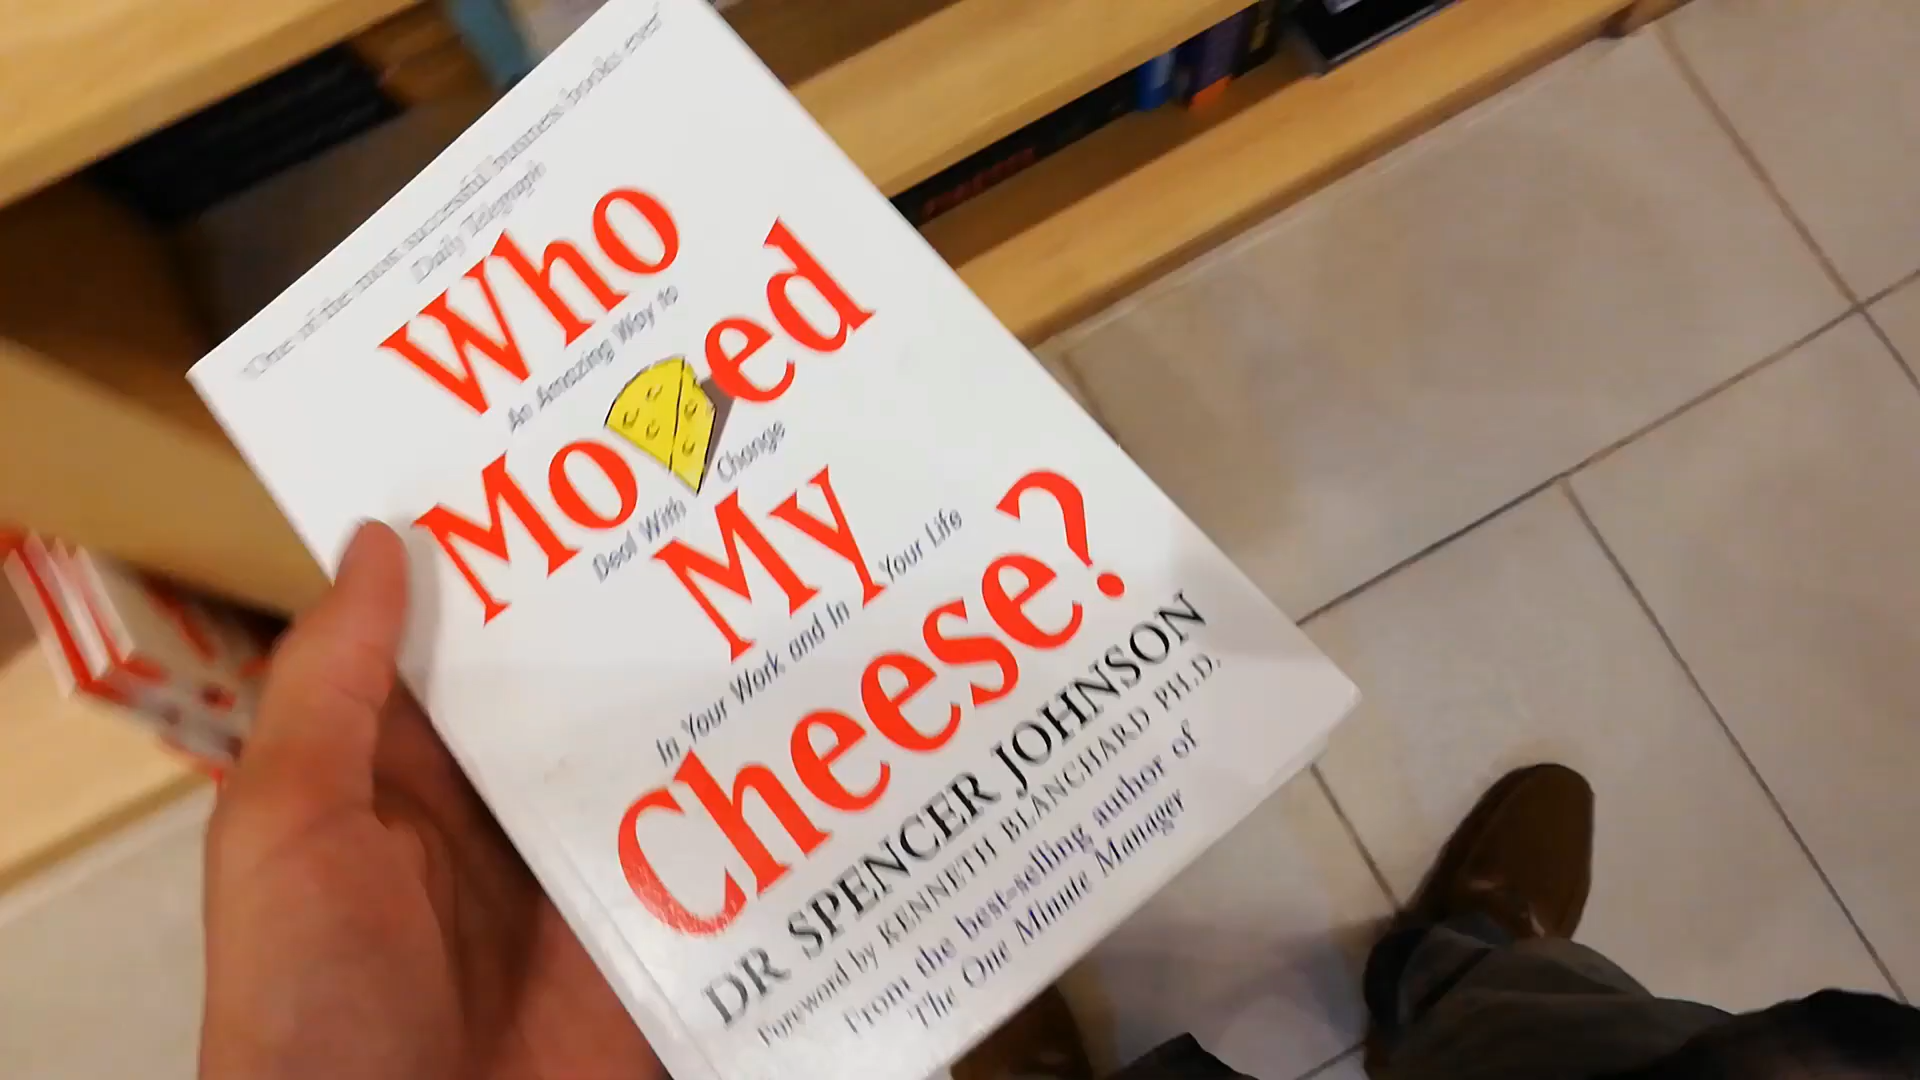 'One of the most successful business books ever'
Daily Telegraph
Who
An Amazing Way to
Mo ed
Deal With Change
My
In Your Work and In Your Life
Cheese?
DR SPENCER JOHNSON
Foreword by KENNETH BLANCHARD PH.D.
From the best-selling author of
The One Minute Manager